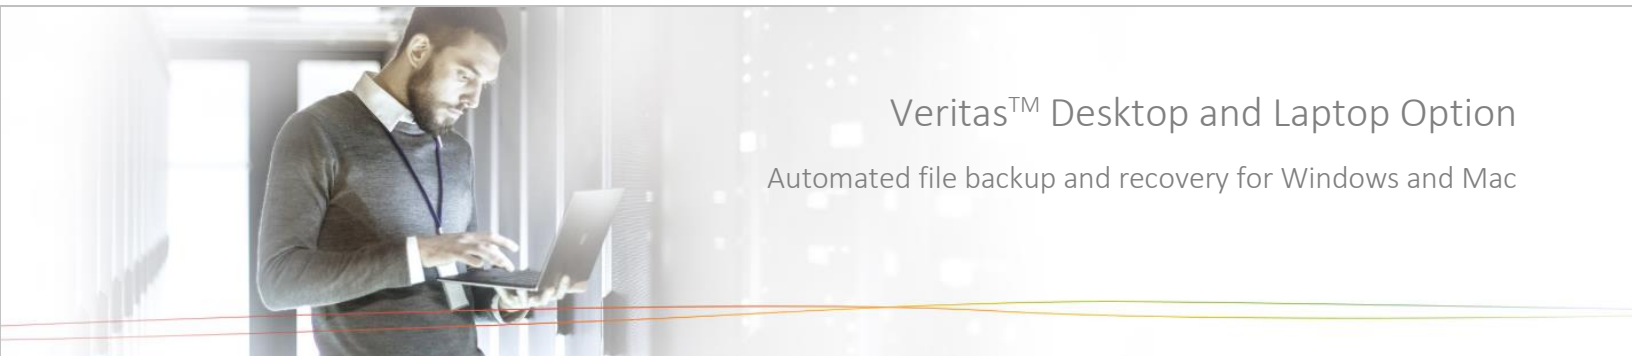 Veritas™ Desktop and Laptop Option
Automated file backup and recovery for Windows and Mac